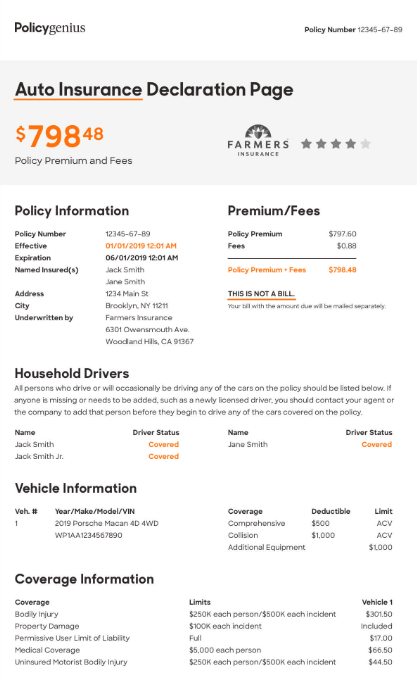 Policygenius
Policy Number 12345-67-89
Auto Insurance Declaration Page
$798 48
Policy Premium and Fees
FARMERS
INSURANCE
Policy Information
Policy Number 12345-67-89
Effective 01/01/2019 12:01 AM
Expiration 06/01/2019 12:01 AM
Named Insured(s) Jack Smith
Jane Smith
Address 1234 Main St
City Brooklyn, NY 11211
Underwritten by Farmers Insurance
6301 Owensmouth Ave.
Woodland Hills, CA 91367
Premium/Fees
Policy Premium $797.60
Fees $0.88
Policy Premium + Fees $798.48
THIS IS NOT A BILL.
Your bill with the amount due will be mailed separately.
Household Drivers
All persons who drive or will occasionally be driving any of the cars on the policy should be listed below. If
anyone is missing or needs to be added, such as a newly licensed driver, you should contact your agent or
the company to add that person before they begin to drive any of the cars covered on the policy.
Name Driver Status Name Driver Status
Jack Smith Covered Jane Smith Covered
Jack Smith Jr. Covered
Vehicle Information
Veh. # Year/Make/Model/VIN Coverage Deductible Limit
1 2019 Porsche Macan 4D 4WD Comprehensive $500 ACV
WP1AA1234567890 Collision $1,000 ACV
Additional Equipment $1,000
Coverage Information
Coverage Limits Vehicle 1
Bodily Injury $250K each person/$500K each incident $301.50
Property Damage $100K each incident Included
Permissive User Limit of Liability Full $17.00
Medical Coverage $5,000 each person $66.50
Uninsured Motorist Bodily Injury $250K each person/$500K each incident $44.50